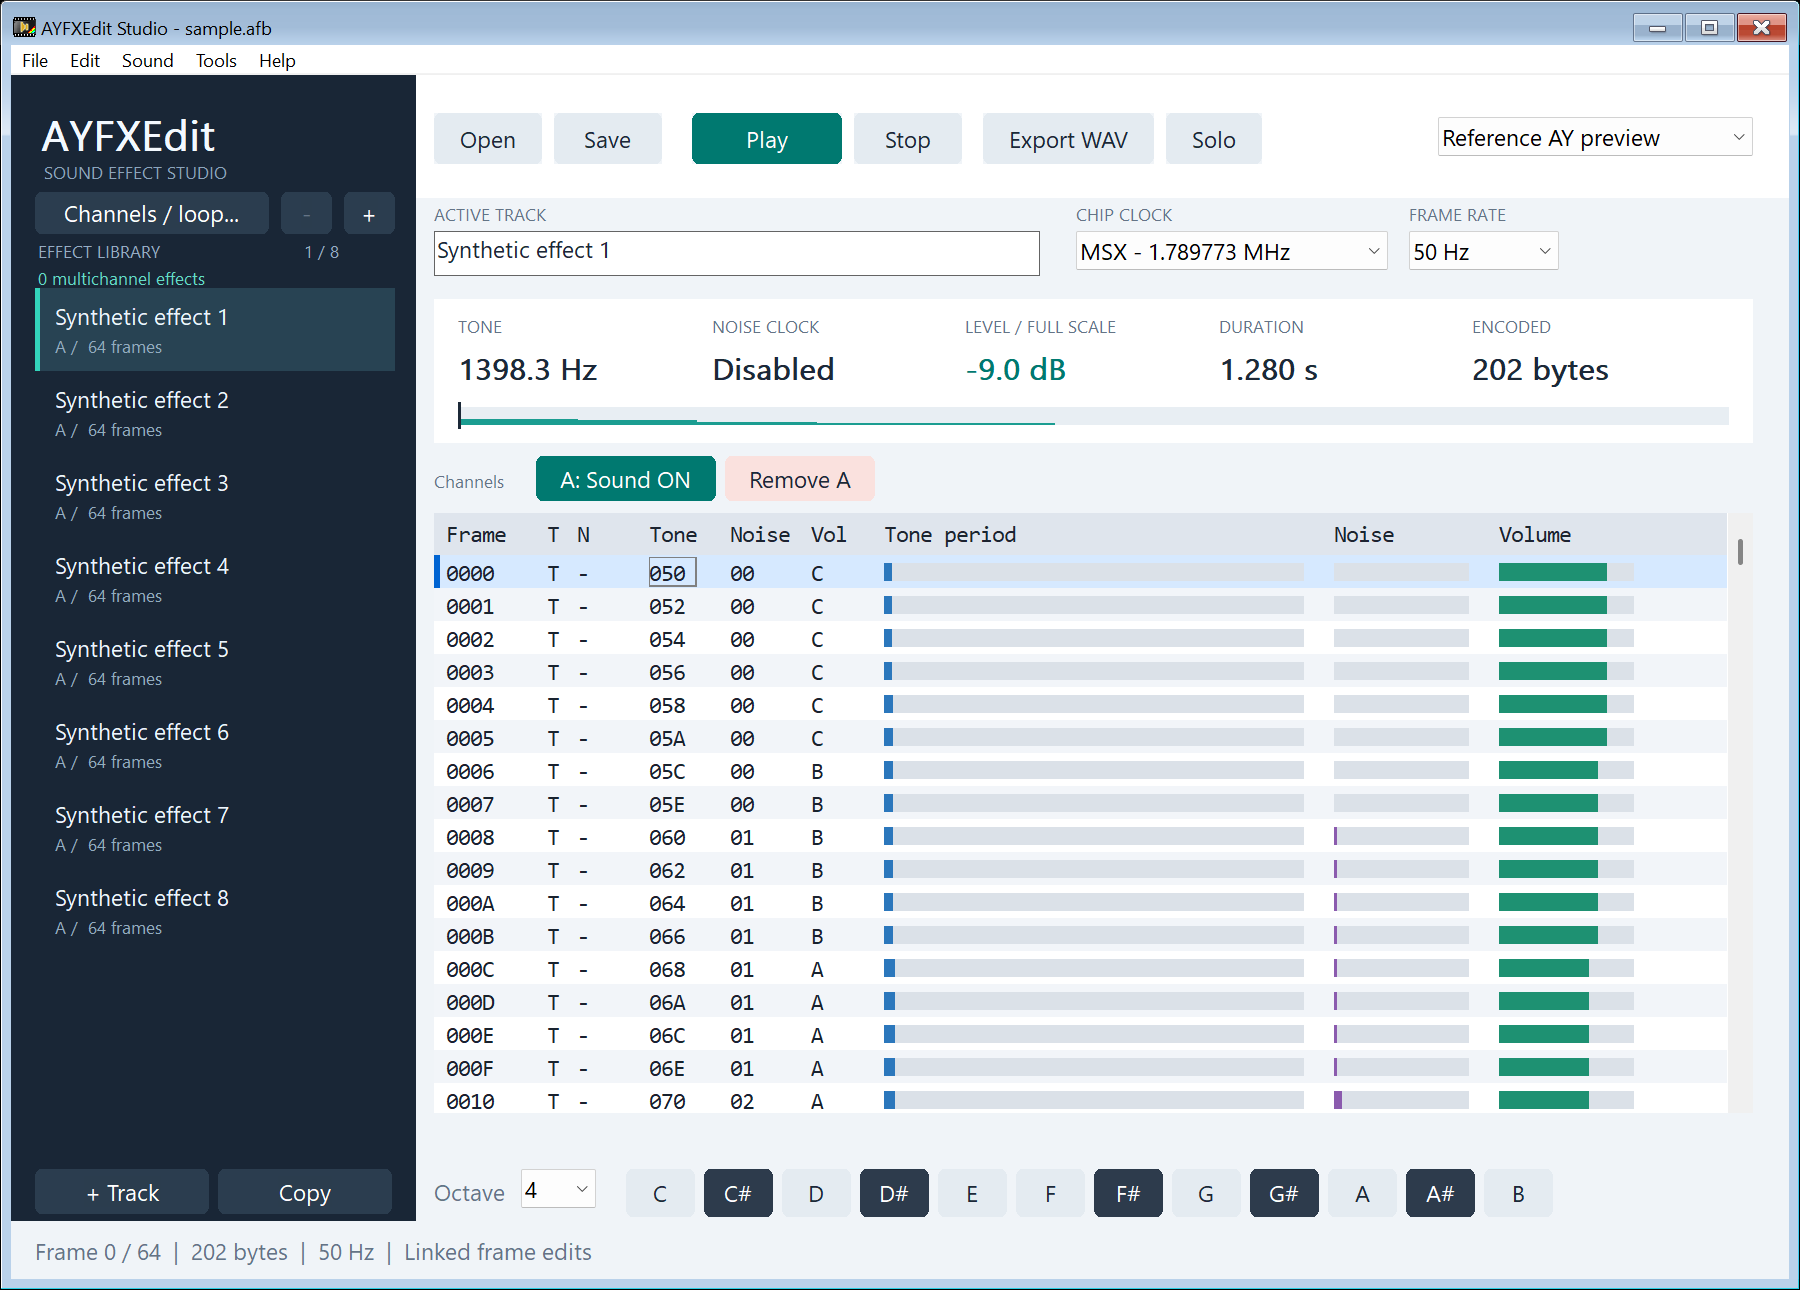 AYFXEdit Studio - sample.afb
File Edit Sound Tools Help
AYFXEdit
SOUND EFFECT STUDIO
Channels / loop... - +
EFFECT LIBRARY 1 / 8
0 multichannel effects
Synthetic effect 1
A / 64 frames
Synthetic effect 2
A / 64 frames
Synthetic effect 3
A / 64 frames
Synthetic effect 4
A / 64 frames
Synthetic effect 5
A / 64 frames
Synthetic effect 6
A / 64 frames
Synthetic effect 7
A / 64 frames
Synthetic effect 8
A / 64 frames
+ Track Copy
Open Save Play Stop Export WAV Solo Reference AY preview
ACTIVE TRACK CHIP CLOCK FRAME RATE
Synthetic effect 1 MSX - 1.789773 MHz 50 Hz
TONE NOISE CLOCK LEVEL / FULL SCALE DURATION ENCODED
1398.3 Hz Disabled -9.0 dB 1.280 s 202 bytes
Channels A: Sound ON Remove A
Frame T N Tone Noise Vol Tone period Noise Volume
0000 T - 050 00 C
0001 T - 052 00 C
0002 T - 054 00 C
0003 T - 056 00 C
0004 T - 058 00 C
0005 T - 05A 00 C
0006 T - 05C 00 B
0007 T - 05E 00 B
0008 T - 060 01 B
0009 T - 062 01 B
000A T - 064 01 B
000B T - 066 01 B
000C T - 068 01 A
000D T - 06A 01 A
000E T - 06C 01 A
000F T - 06E 01 A
0010 T - 070 02 A
Octave 4 C C# D D# E F F# G G# A A# B
Frame 0 / 64 | 202 bytes | 50 Hz | Linked frame edits